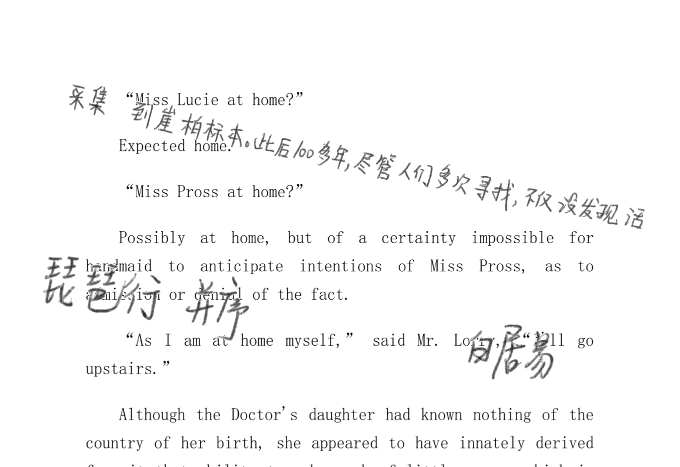 “Miss Lucie at home?”
采集到崖柏标本。此后100多年,尽管人们多次寻找,不仅没发现活
Expected home.
“Miss Pross at home?”
Possibly at home, but of a certainty impossible for
handmaid to anticipate intentions of Miss Pross, as to
admission or denial of the fact.
琵琶行 并序
“As I am at home myself,” said Mr. Lorry, “I'll go
白居易
upstairs.”
Although the Doctor's daughter had known nothing of the
country of her birth, she appeared to have innately derived